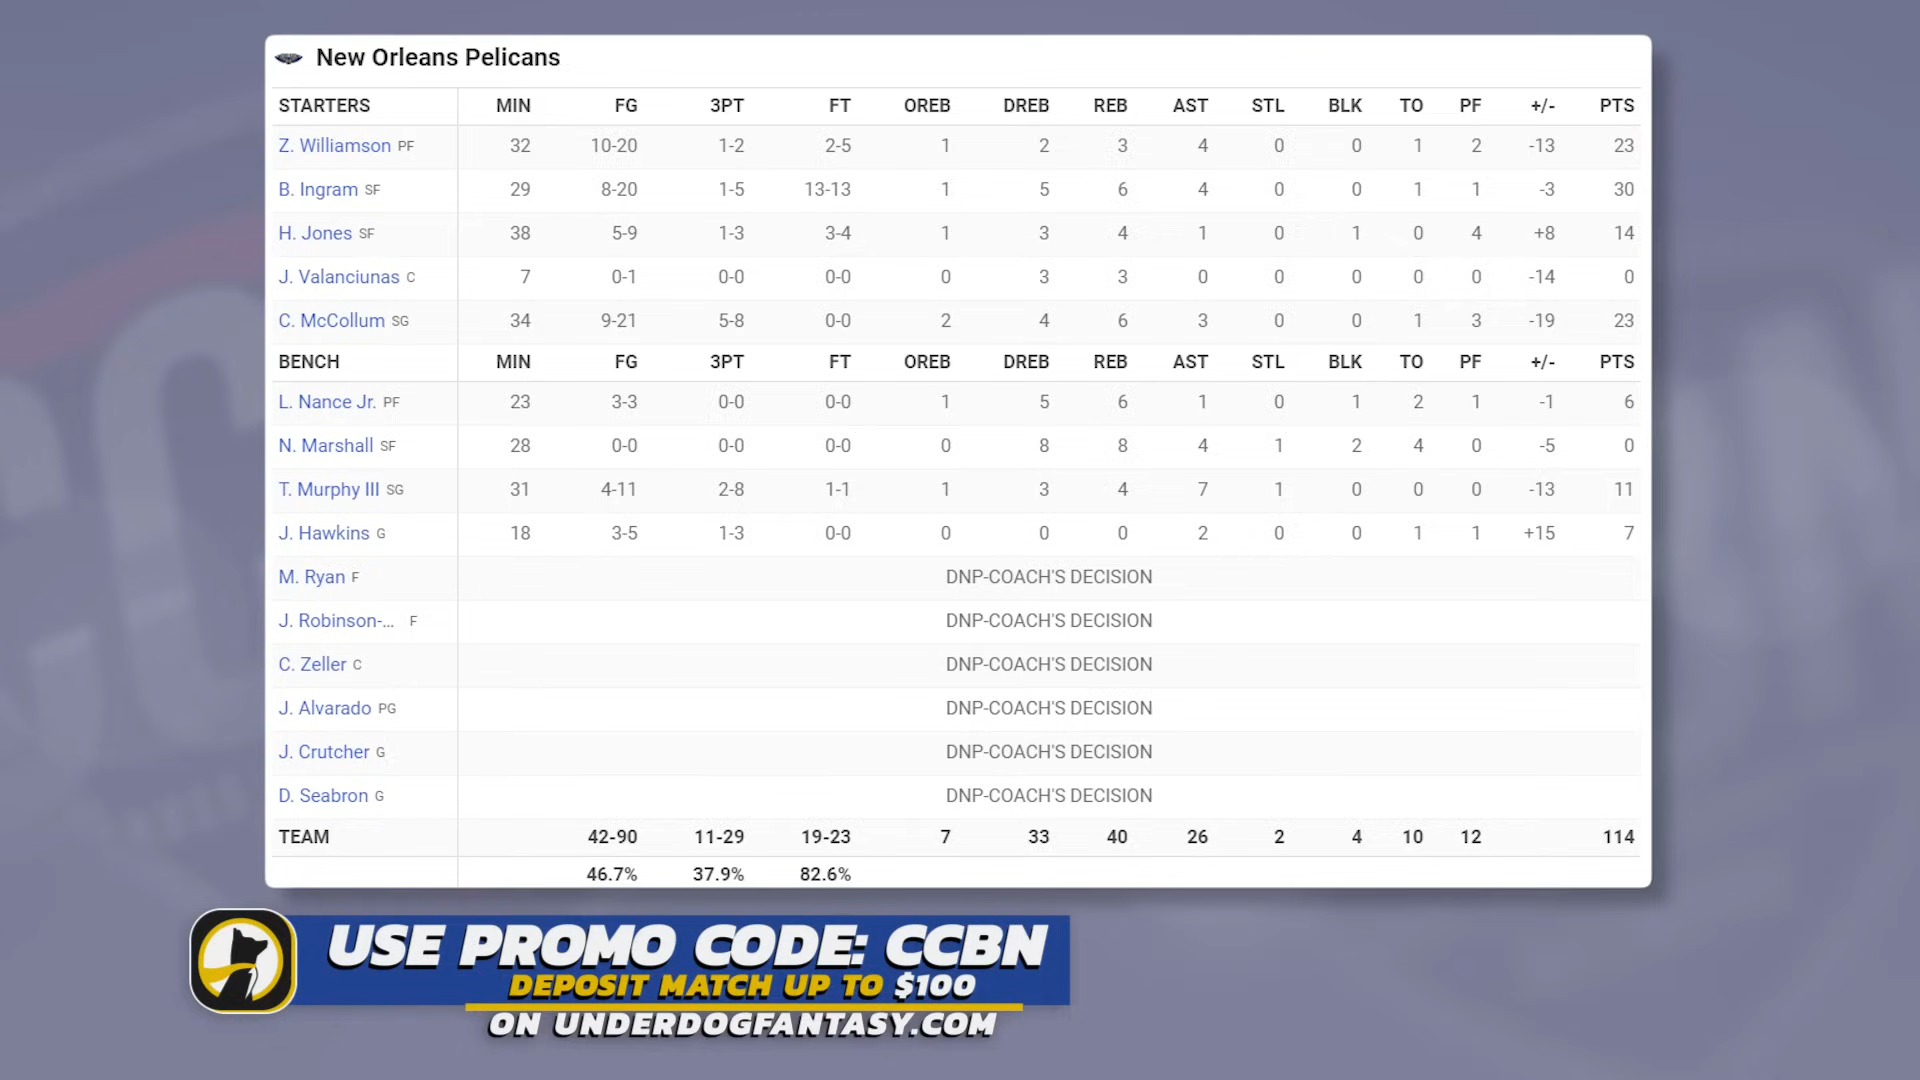 New Orleans Pelicans
STARTERS MIN FG 3PT FT OREB DREB REB AST STL BLK TO PF +/- PTS
Z. Williamson PF 32 10-20 1-2 2-5 1 2 3 4 0 0 1 2 -13 23
B. Ingram SF 29 8-20 1-5 13-13 1 5 6 4 0 0 1 1 -3 30
H. Jones SF 38 5-9 1-3 3-4 1 3 4 1 0 1 0 4 +8 14
J. Valanciunas C 7 0-1 0-0 0-0 0 3 3 0 0 0 0 0 -14 0
C. McCollum SG 34 9-21 5-8 0-0 2 4 6 3 0 0 1 3 -19 23
BENCH MIN FG 3PT FT OREB DREB REB AST STL BLK TO PF +/- PTS
L. Nance Jr. PF 23 3-3 0-0 0-0 1 5 6 1 0 1 2 1 -1 6
N. Marshall SF 28 0-0 0-0 0-0 0 8 8 4 1 2 4 0 -5 0
T. Murphy III SG 31 4-11 2-8 1-1 1 3 4 7 1 0 0 0 -13 11
J. Hawkins G 18 3-5 1-3 0-0 0 0 0 2 0 0 1 1 +15 7
M. Ryan F DNP-COACH'S DECISION
J. Robinson-... F DNP-COACH'S DECISION
C. Zeller C DNP-COACH'S DECISION
J. Alvarado PG DNP-COACH'S DECISION
J. Crutcher G DNP-COACH'S DECISION
D. Seabron G DNP-COACH'S DECISION
TEAM 42-90 11-29 19-23 7 33 40 26 2 4 10 12 114
46.7% 37.9% 82.6%
USE PROMO CODE: CCBN
DEPOSIT MATCH UP TO $100
ON UNDERDOGFANTASY.COM